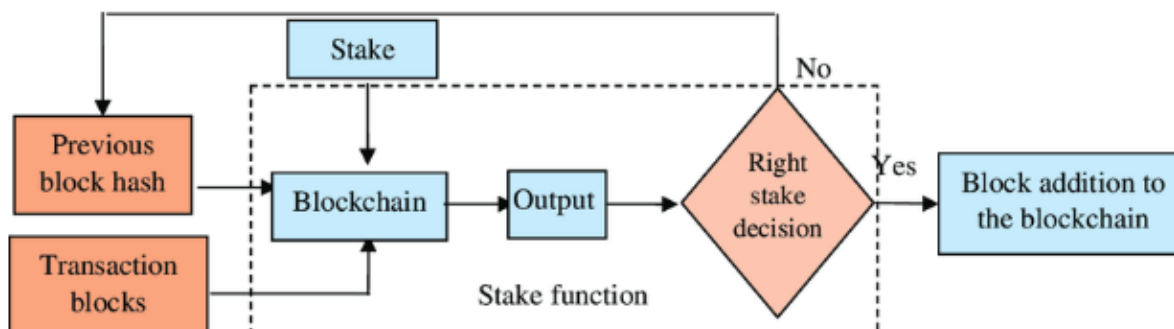 Stake
No
Previous
block hash
Blockchain
Output
Right
stake
decision
Yes
Block addition to
the blockchain
Transaction
blocks
Stake function